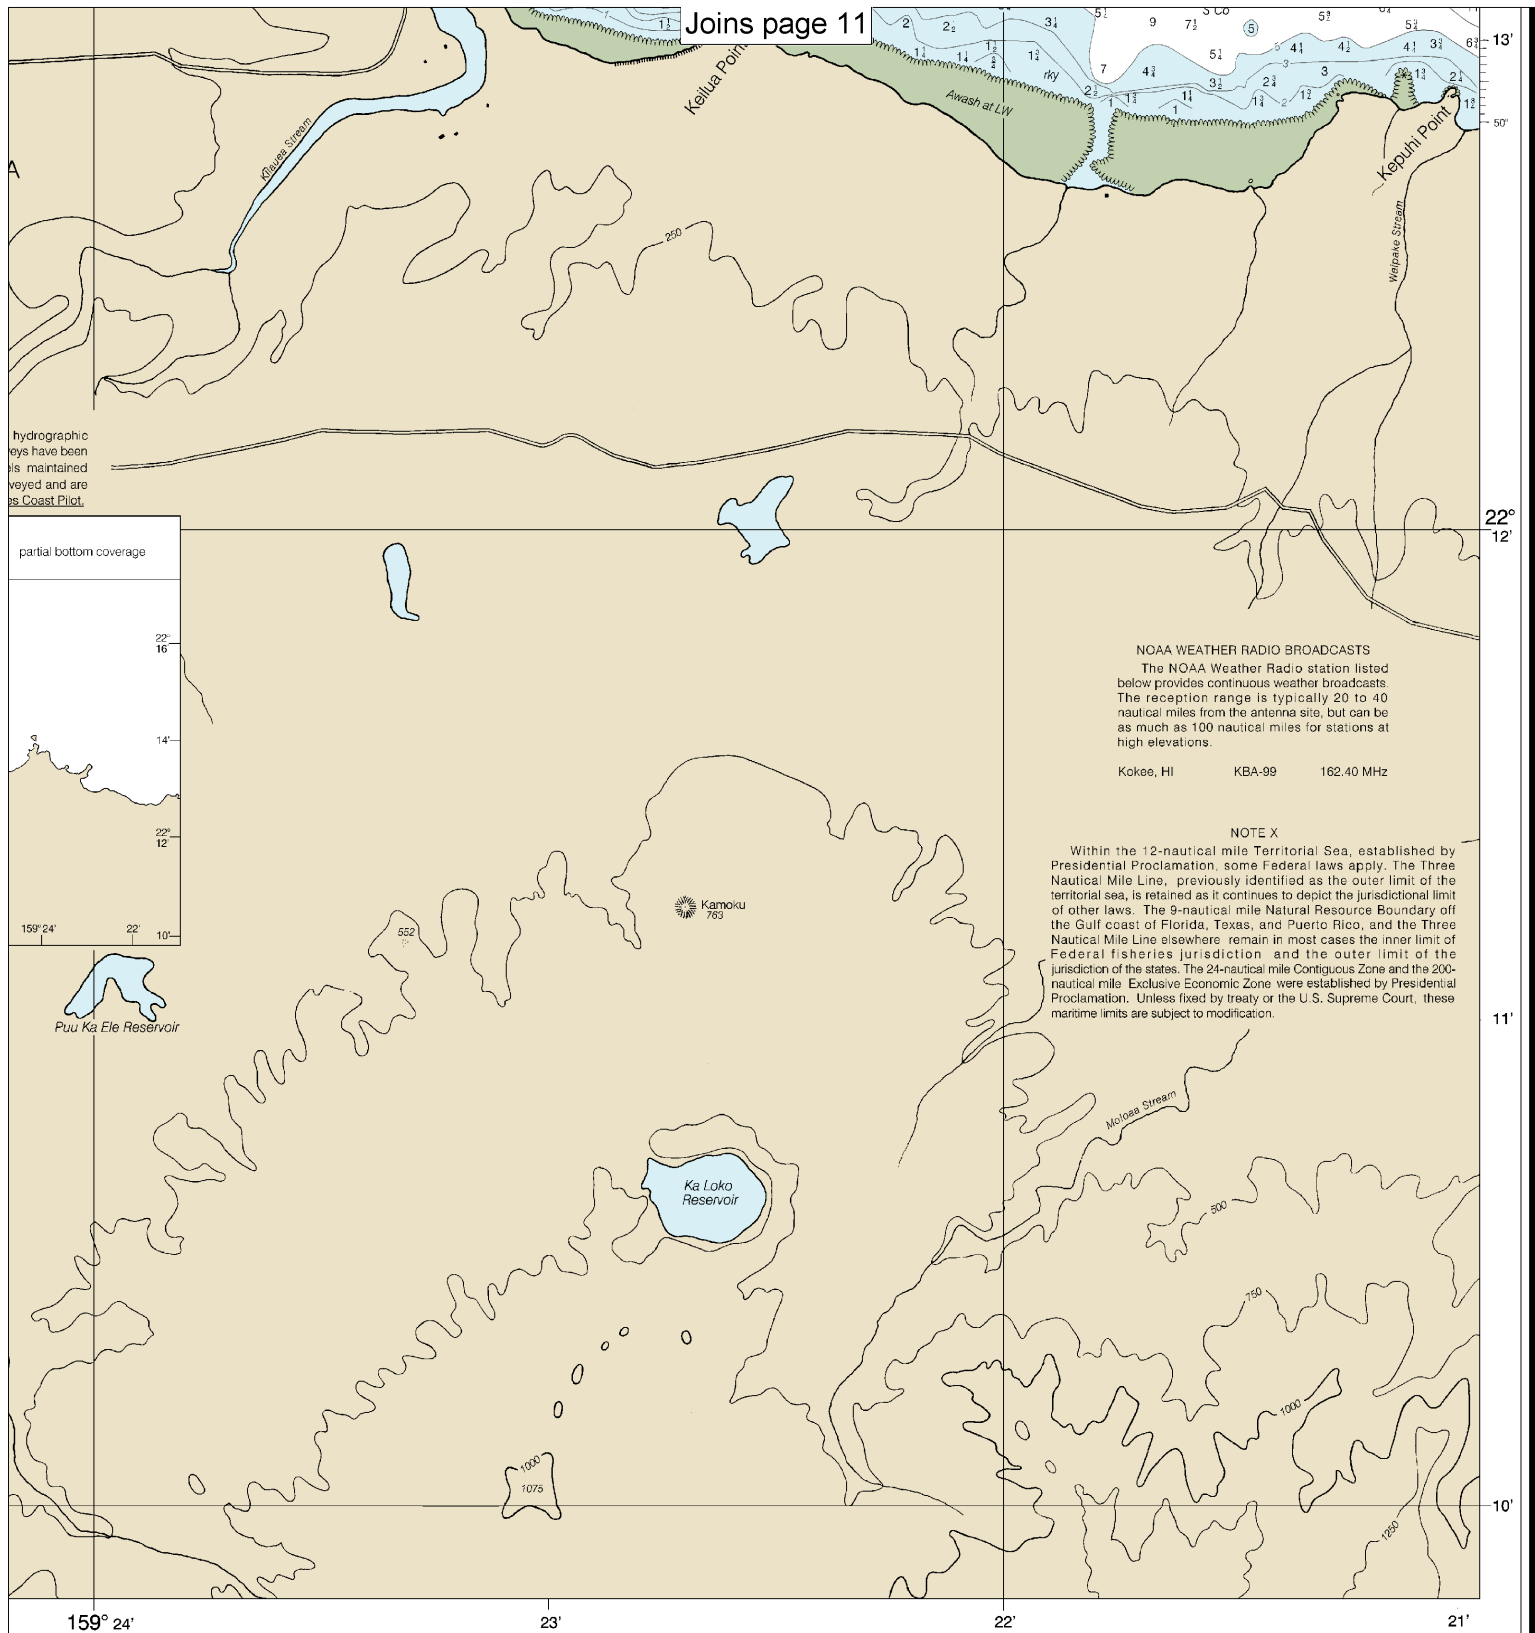 Joins page 11
13'
50"
Kilauea Stream
Keilua Point
rky
Awash at LW
Kepuhi Point
Waipake Stream
A
250
hydrographic
eys have been
els maintained
veyed and are
es Coast Pilot.
partial bottom coverage
22°
16'
14'
22°
12'
159° 24'
22'
10'
22°
12'
NOAA WEATHER RADIO BROADCASTS
The NOAA Weather Radio station listed
below provides continuous weather broadcasts.
The reception range is typically 20 to 40
nautical miles from the antenna site, but can be
as much as 100 nautical miles for stations at
high elevations.
Kokee, HI KBA-99 162.40 MHz
NOTE X
Within the 12-nautical mile Territorial Sea, established by
Presidential Proclamation, some Federal laws apply. The Three
Nautical Mile Line, previously identified as the outer limit of the
territorial sea, is retained as it continues to depict the jurisdictional limit
of other laws. The 9-nautical mile Natural Resource Boundary off
the Gulf coast of Florida, Texas, and Puerto Rico, and the Three
Nautical Mile Line elsewhere remain in most cases the inner limit of
Federal fisheries jurisdiction and the outer limit of the
jurisdiction of the states. The 24-nautical mile Contiguous Zone and the 200-
nautical mile Exclusive Economic Zone were established by Presidential
Proclamation. Unless fixed by treaty or the U.S. Supreme Court, these
maritime limits are subject to modification.
Kamoku
763
552
Puu Ka Ele Reservoir
11'
Moloaa Stream
Ka Loko
Reservoir
500
750
1000
1000
1075
1250
10'
159° 24'
23'
22'
21'